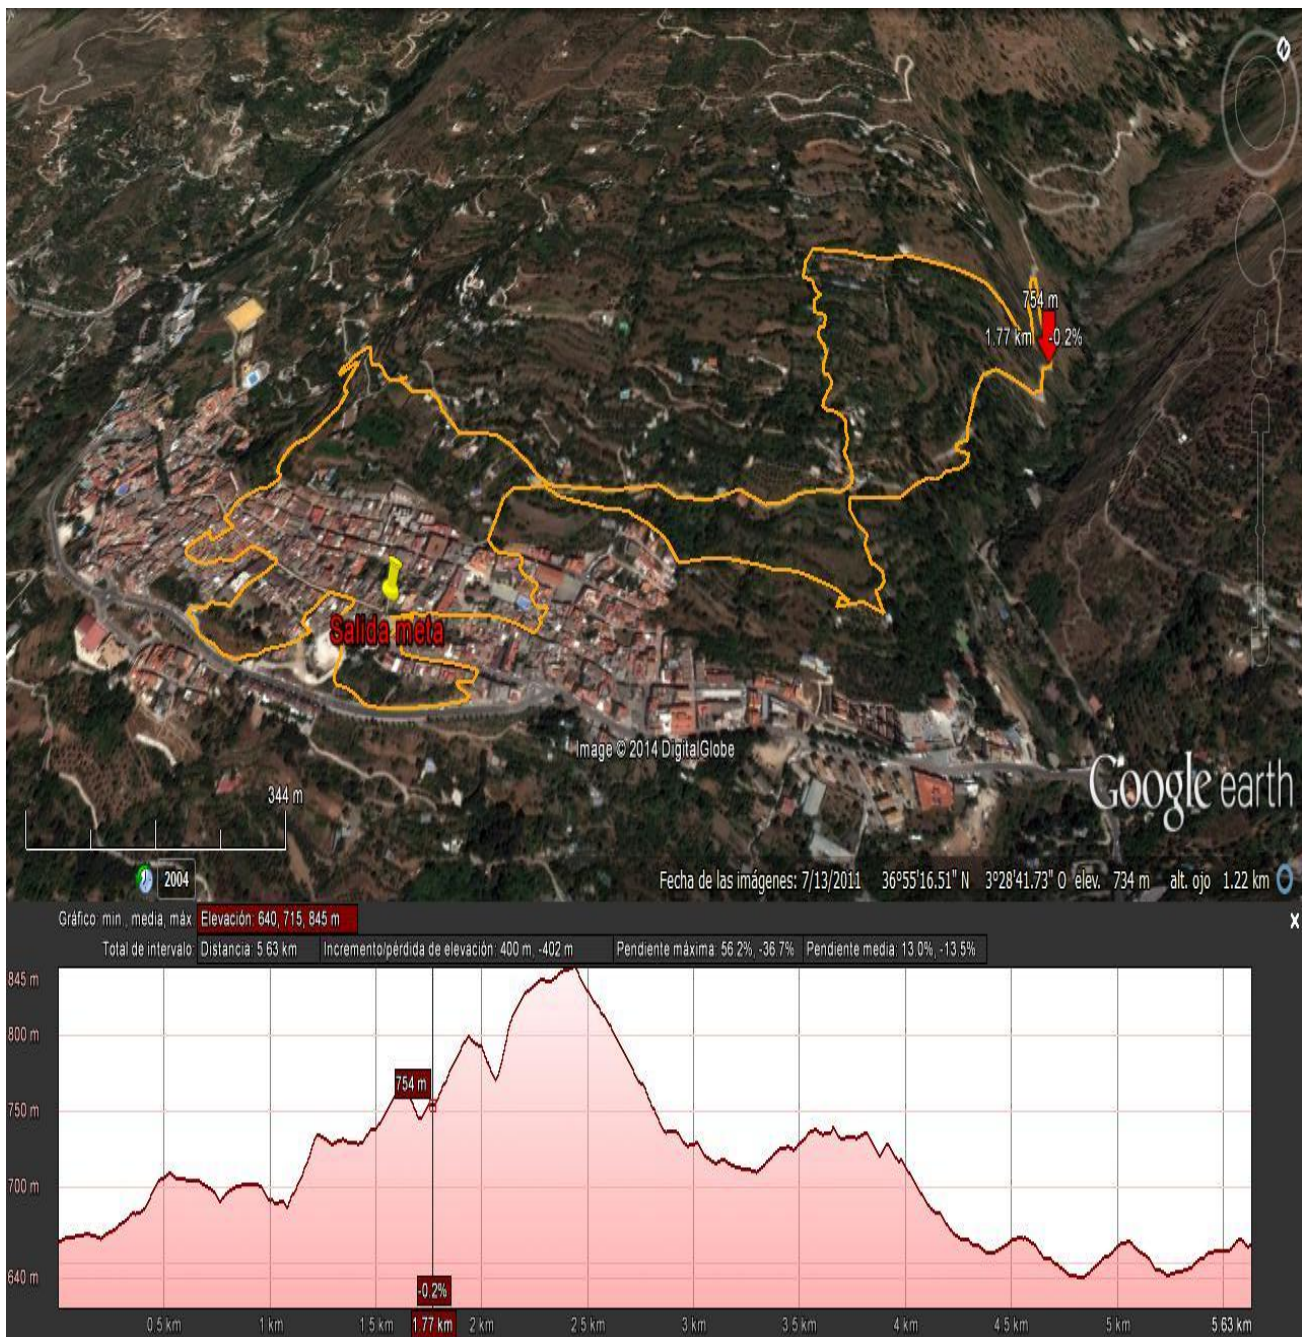 N
754 m
1.77 km -0.2%
Salida meta
Image © 2014 DigitalGlobe
Google earth
344 m
2004
Fecha de las imágenes: 7/13/2011 36º55'16.51" N 3º28'41.73" O elev. 734 m alt. ojo 1.22 km
Gráfico: mín., media, máx. Elevación: 640, 715, 845 m
x
Total de intervalo: Distancia: 5.63 km Incremento/pérdida de elevación: 400 m, -402 m Pendiente máxima: 56.2%, -36.7% Pendiente media: 13.0%, -13.5%
845 m
800 m
754 m
750 m
700 m
640 m
-0.2%
0.5 km 1 km 1.5 km 1.77 km 2 km 2.5 km 3 km 3.5 km 4 km 4.5 km 5 km 5.63 km